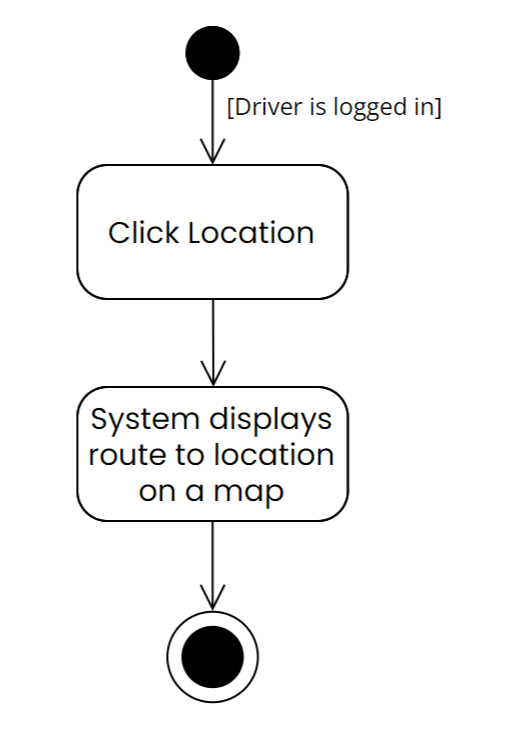 [Driver is logged in]
Click Location
System displays
route to location
on a map